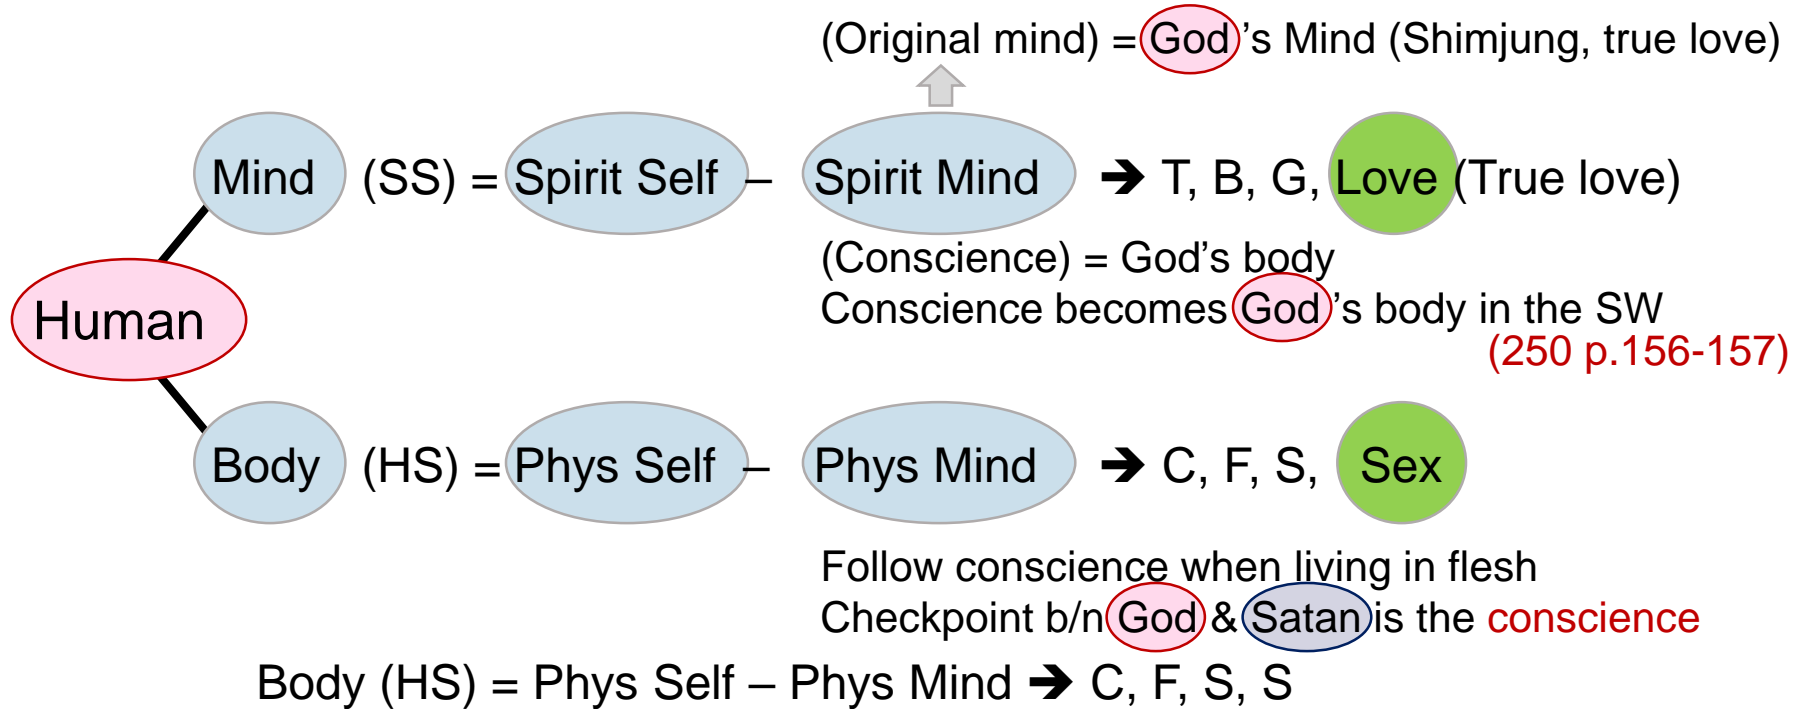 (Original mind) = God's Mind (Shimjung, true love)
Mind (SS) = Spirit Self – Spirit Mind ➔ T, B, G, Love (True love)
(Conscience) = God's body
Human
Conscience becomes God's body in the SW
(250 p.156-157)
Body (HS) = Phys Self – Phys Mind ➔ C, F, S, Sex
Follow conscience when living in flesh
Checkpoint b/n God & Satan is the conscience
Body (HS) = Phys Self – Phys Mind ➔ C, F, S, S